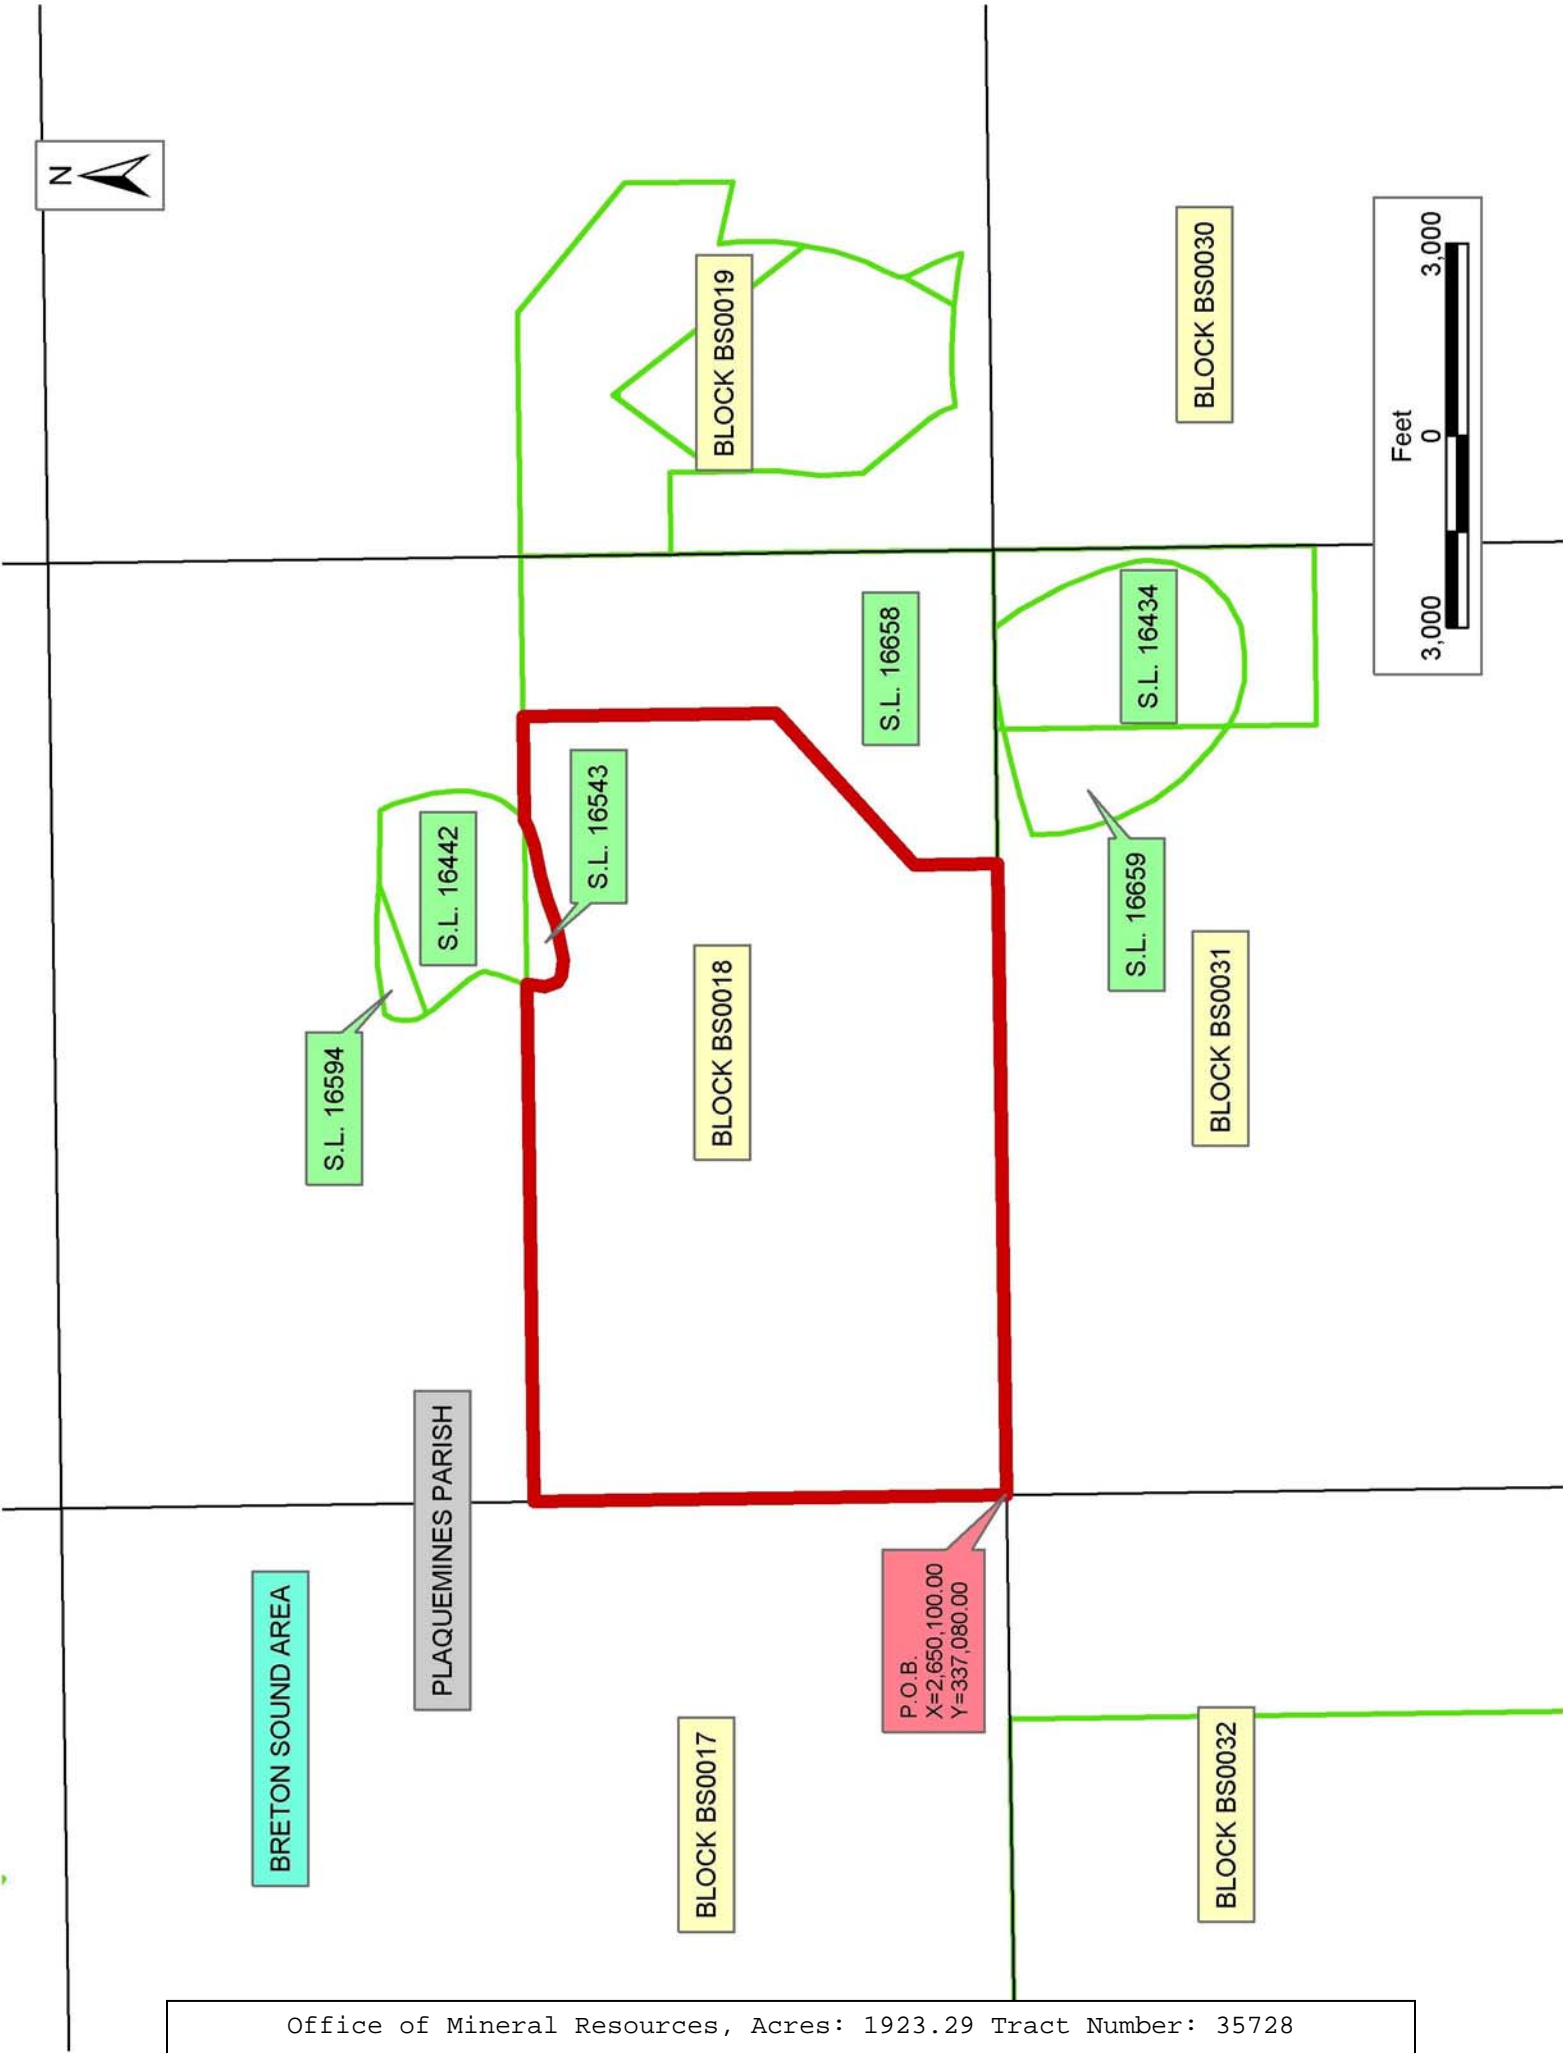 N
BRETON SOUND AREA
PLAQUEMINES PARISH
S.L. 16594
S.L. 16442
S.L. 16543
BLOCK BS0017
BLOCK BS0018
BLOCK BS0019
S.L. 16658
P.O.B.
X=2,650,100.00
Y=337,080.00
S.L. 16659
S.L. 16434
BLOCK BS0032
BLOCK BS0031
BLOCK BS0030
Feet
3,000 0 3,000
Office of Mineral Resources, Acres: 1923.29 Tract Number: 35728